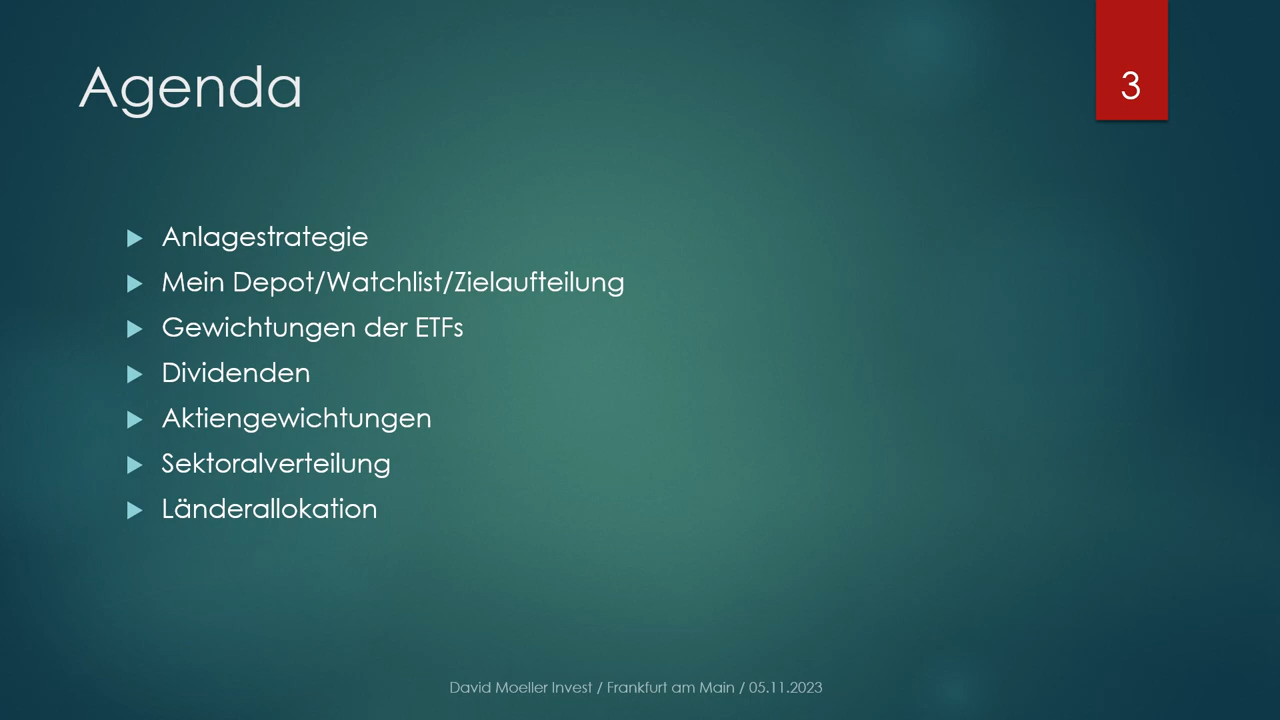 Agenda
3
Anlagestrategie
Mein Depot/Watchlist/Zielaufteilung
Gewichtungen der ETFs
Dividenden
Aktiengewichtungen
Sektoralverteilung
Länderallokation
David Moeller Invest / Frankfurt am Main / 05.11.2023